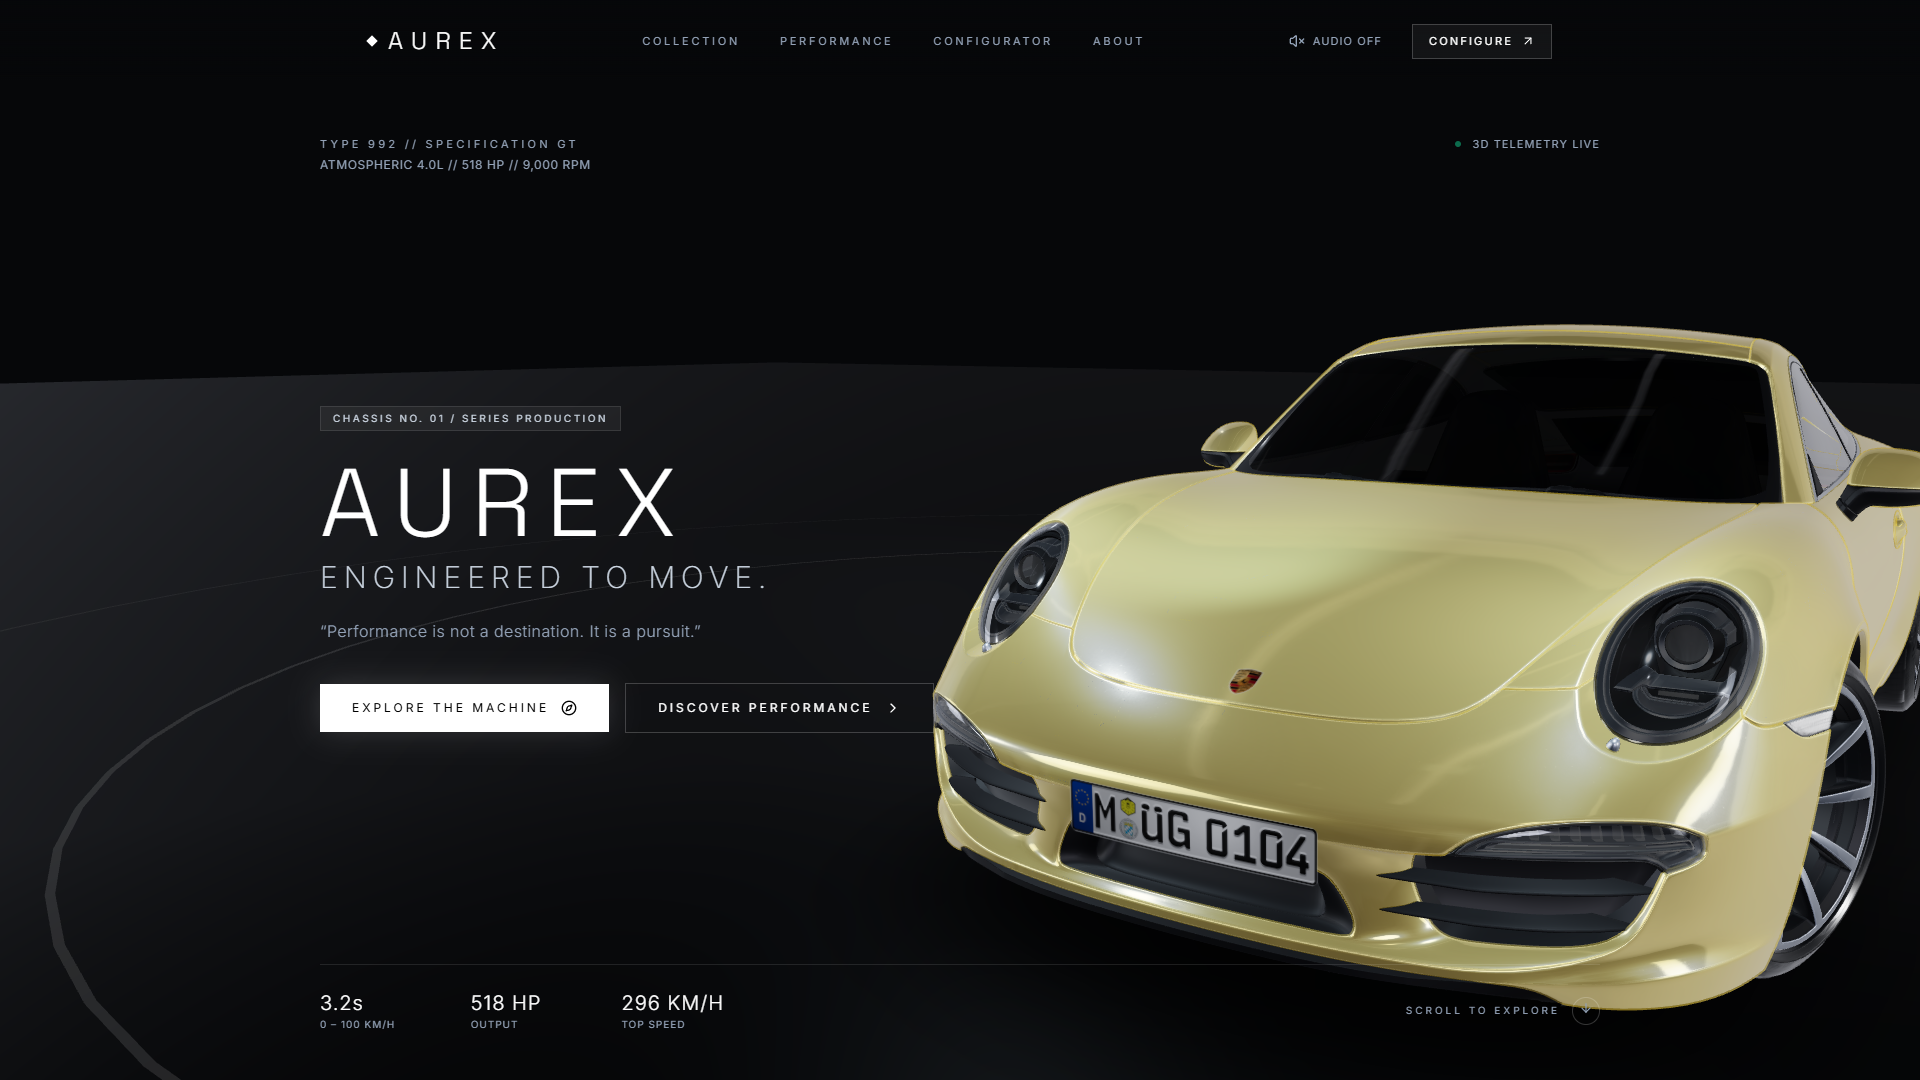 AUREX
COLLECTION
PERFORMANCE
CONFIGURATOR
ABOUT
AUDIO OFF
CONFIGURE
TYPE 992 // SPECIFICATION GT
ATMOSPHERIC 4.0L // 518 HP // 9,000 RPM
3D TELEMETRY LIVE
CHASSIS NO. 01 / SERIES PRODUCTION
AUREX
ENGINEERED TO MOVE.
“Performance is not a destination. It is a pursuit.”
EXPLORE THE MACHINE
DISCOVER PERFORMANCE
D
M ÜG 0104
3.2s
0 – 100 KM/H
518 HP
OUTPUT
296 KM/H
TOP SPEED
SCROLL TO EXPLORE